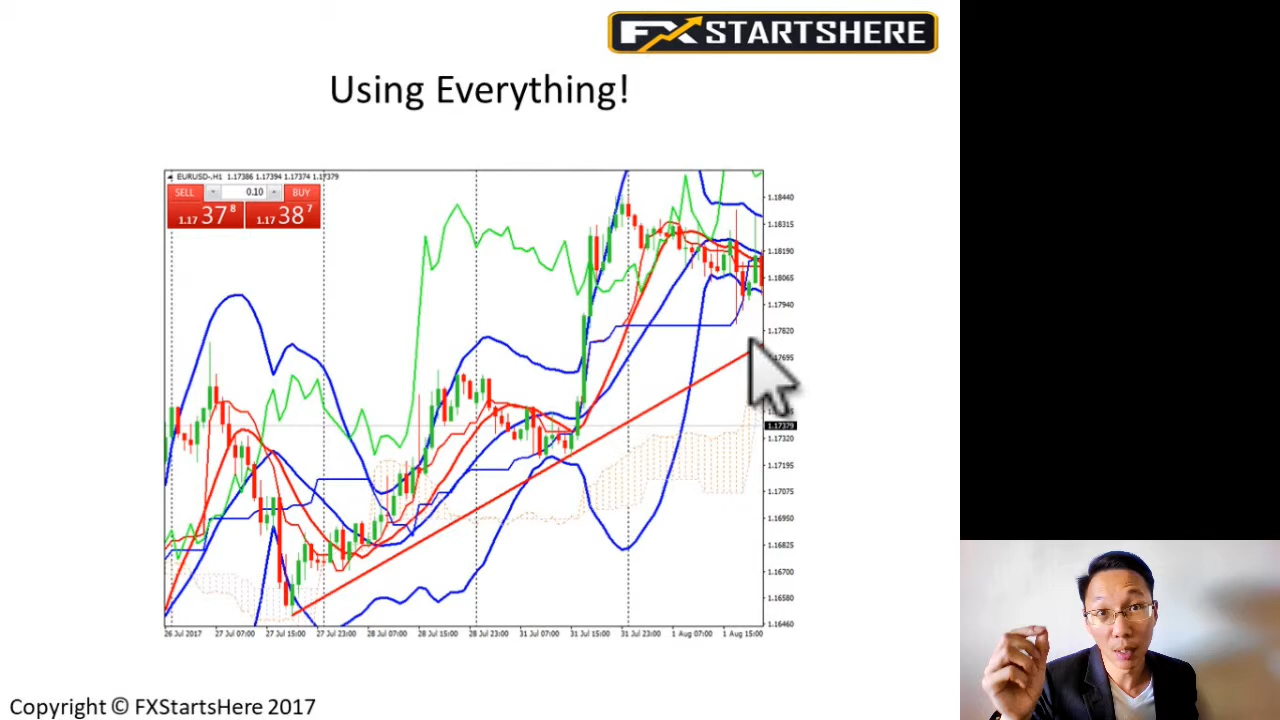 FXSTARTSHERE
Using Everything!
EURUSD-,H1 1.17386 1.17394 1.17374 1.17379
SELL 0.10 BUY
1.17 37 8 1.17 38 7
1.18440
1.18315
1.18190
1.18065
1.17940
1.17820
1.17695
1.17379
1.17320
1.17195
1.17075
1.16950
1.16825
1.16700
1.16580
1.16460
26 Jul 2017 27 Jul 07:00 27 Jul 15:00 27 Jul 23:00 28 Jul 07:00 28 Jul 15:00 28 Jul 23:00 31 Jul 07:00 31 Jul 15:00 31 Jul 23:00 1 Aug 07:00 1 Aug 15:00
Copyright © FXStartsHere 2017